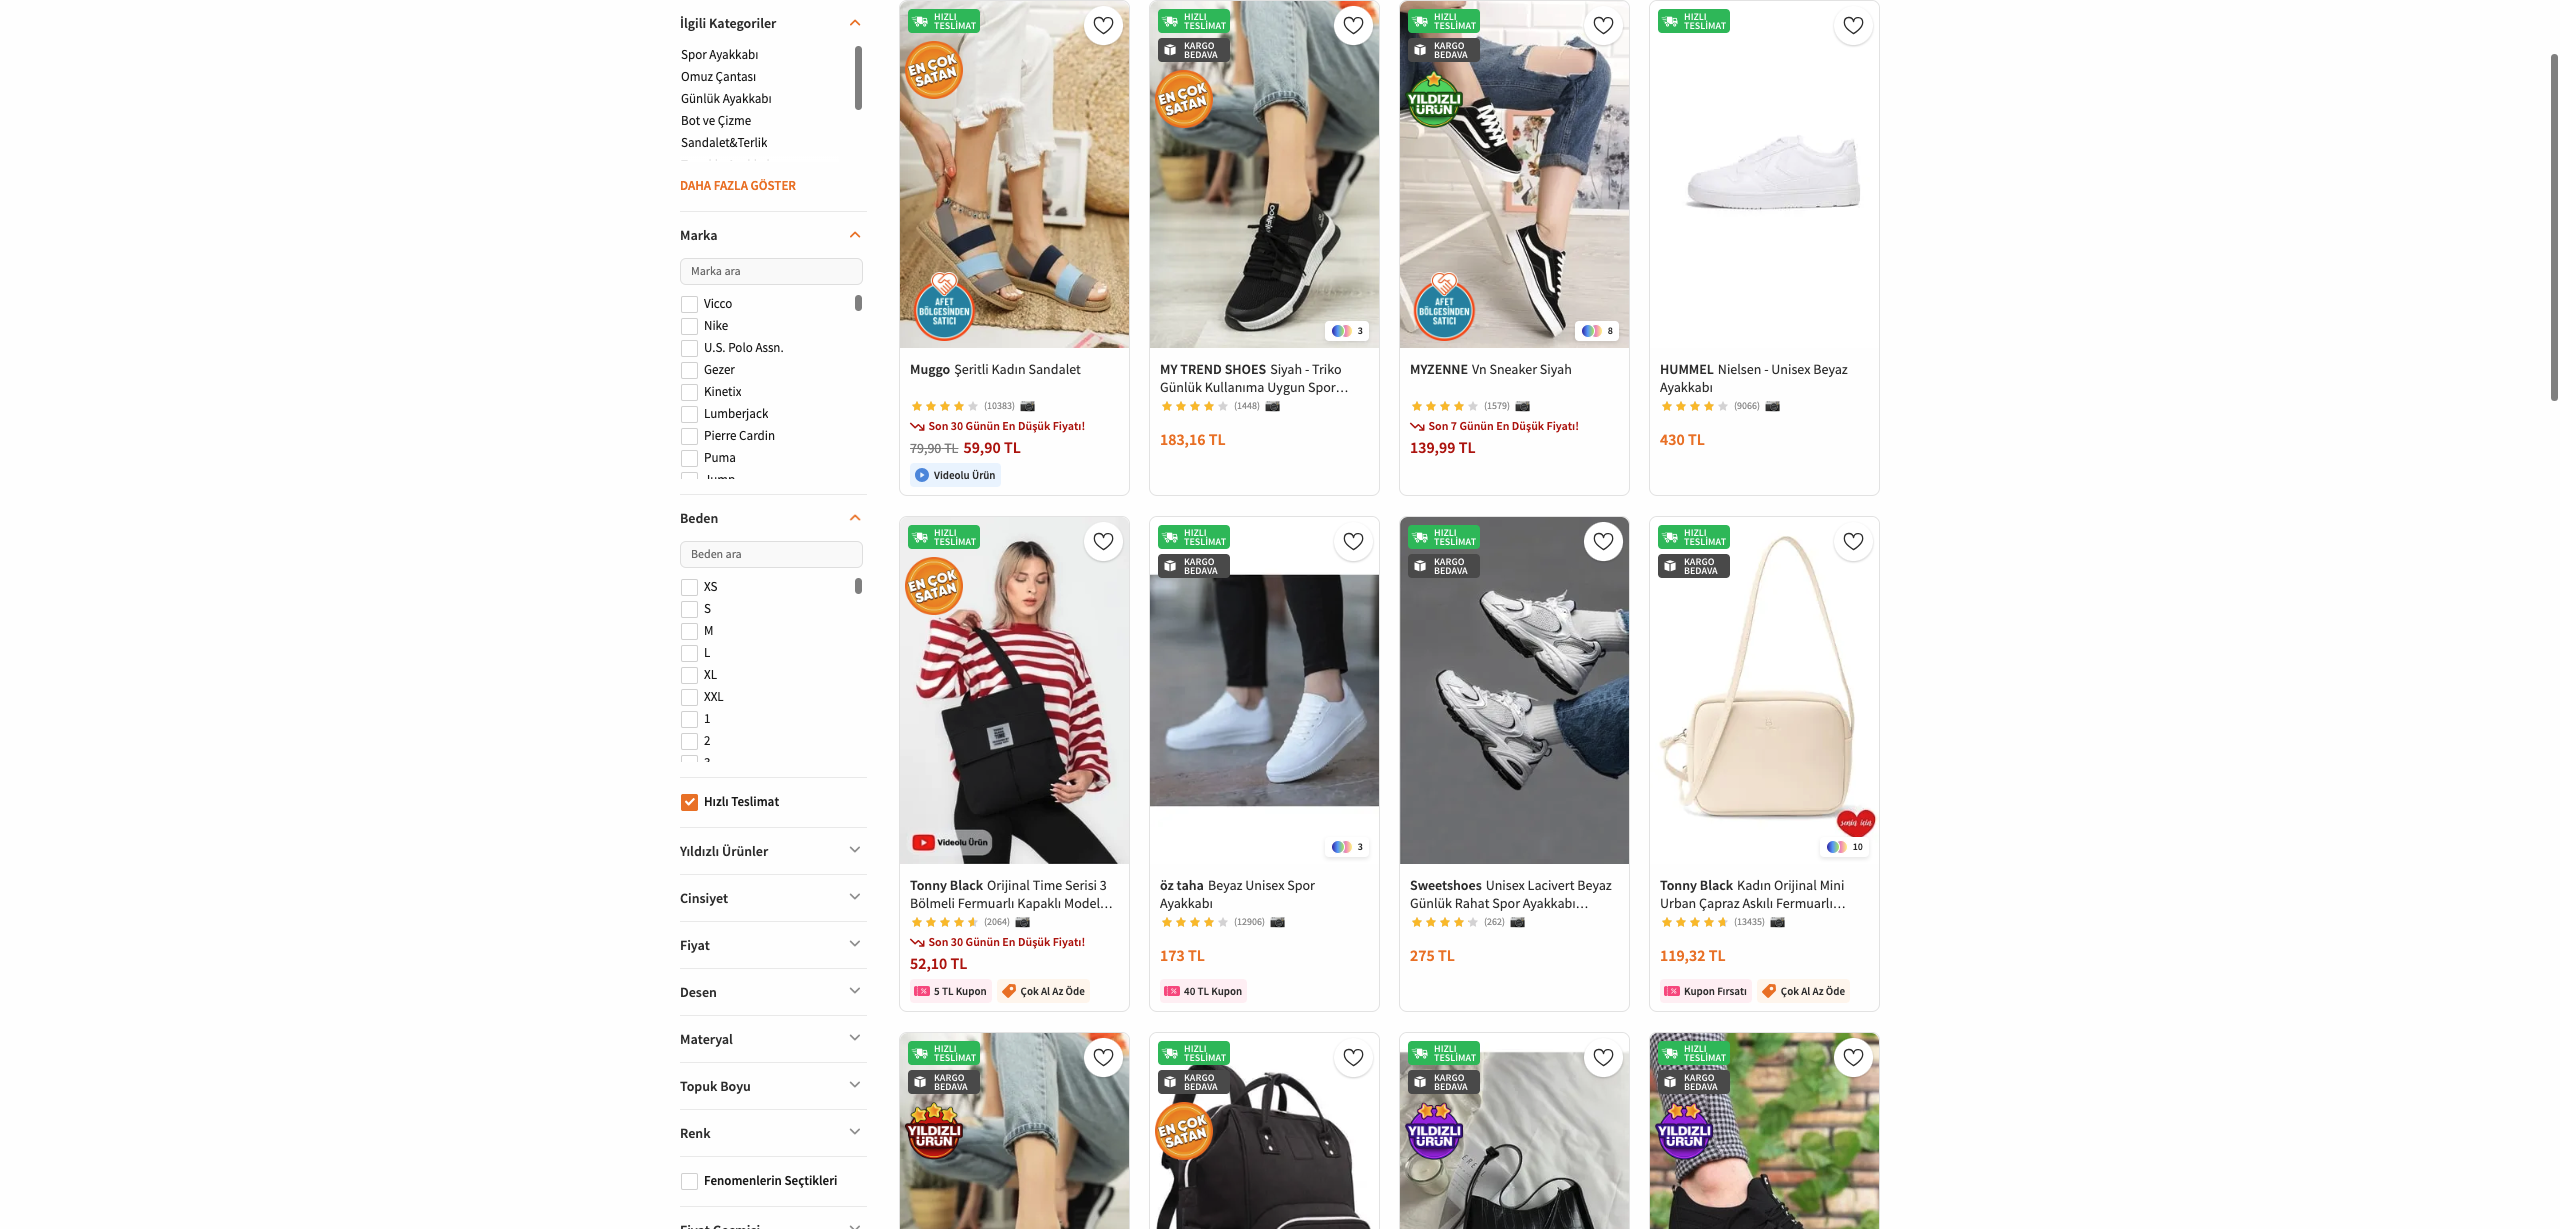 İlgili Kategoriler
Spor Ayakkabı
Omuz Çantası
Günlük Ayakkabı
Bot ve Çizme
Sandalet&Terlik
DAHA FAZLA GÖSTER
Marka
Marka ara
Vicco
Nike
U.S. Polo Assn.
Gezer
Kinetix
Lumberjack
Pierre Cardin
Puma
Beden
Beden ara
XS
S
M
L
XL
XXL
1
2
Hızlı Teslimat
Yıldızlı Ürünler
Cinsiyet
Fiyat
Desen
Materyal
Topuk Boyu
Renk
Fenomenlerin Seçtikleri
HIZLI
TESLİMAT
EN ÇOK
SATAN
AFET
BÖLGESİNDEN
SATICI
Muggo Şeritli Kadın Sandalet
(10383)
Son 30 Günün En Düşük Fiyatı!
79,90 TL 59,90 TL
Videolu Ürün
HIZLI
TESLİMAT
KARGO
BEDAVA
EN ÇOK
SATAN
3
MY TREND SHOES Siyah - Triko
Günlük Kullanıma Uygun Spor...
(1448)
183,16 TL
HIZLI
TESLİMAT
KARGO
BEDAVA
YILDIZLI
ÜRÜN
AFET
BÖLGESİNDEN
SATICI
8
MYZENNE Vn Sneaker Siyah
(1579)
Son 7 Günün En Düşük Fiyatı!
139,99 TL
HIZLI
TESLİMAT
HUMMEL Nielsen - Unisex Beyaz
Ayakkabı
(9066)
430 TL
HIZLI
TESLİMAT
EN ÇOK
SATAN
TIME
Videolu Ürün
Tonny Black Orijinal Time Serisi 3
Bölmeli Fermuarlı Kapaklı Model...
(2064)
Son 30 Günün En Düşük Fiyatı!
52,10 TL
5 TL Kupon
Çok Al Az Öde
HIZLI
TESLİMAT
KARGO
BEDAVA
3
öz taha Beyaz Unisex Spor
Ayakkabı
(12906)
173 TL
40 TL Kupon
HIZLI
TESLİMAT
KARGO
BEDAVA
Sweetshoes Unisex Lacivert Beyaz
Günlük Rahat Spor Ayakkabı...
(262)
275 TL
HIZLI
TESLİMAT
KARGO
BEDAVA
senin için
10
Tonny Black Kadın Orijinal Mini
Urban Çapraz Askılı Fermuarlı...
(13435)
119,32 TL
Kupon Fırsatı
Çok Al Az Öde
HIZLI
TESLİMAT
KARGO
BEDAVA
YILDIZLI
ÜRÜN
HIZLI
TESLİMAT
KARGO
BEDAVA
EN ÇOK
SATAN
HIZLI
TESLİMAT
KARGO
BEDAVA
YILDIZLI
ÜRÜN
HIZLI
TESLİMAT
KARGO
BEDAVA
YILDIZLI
ÜRÜN